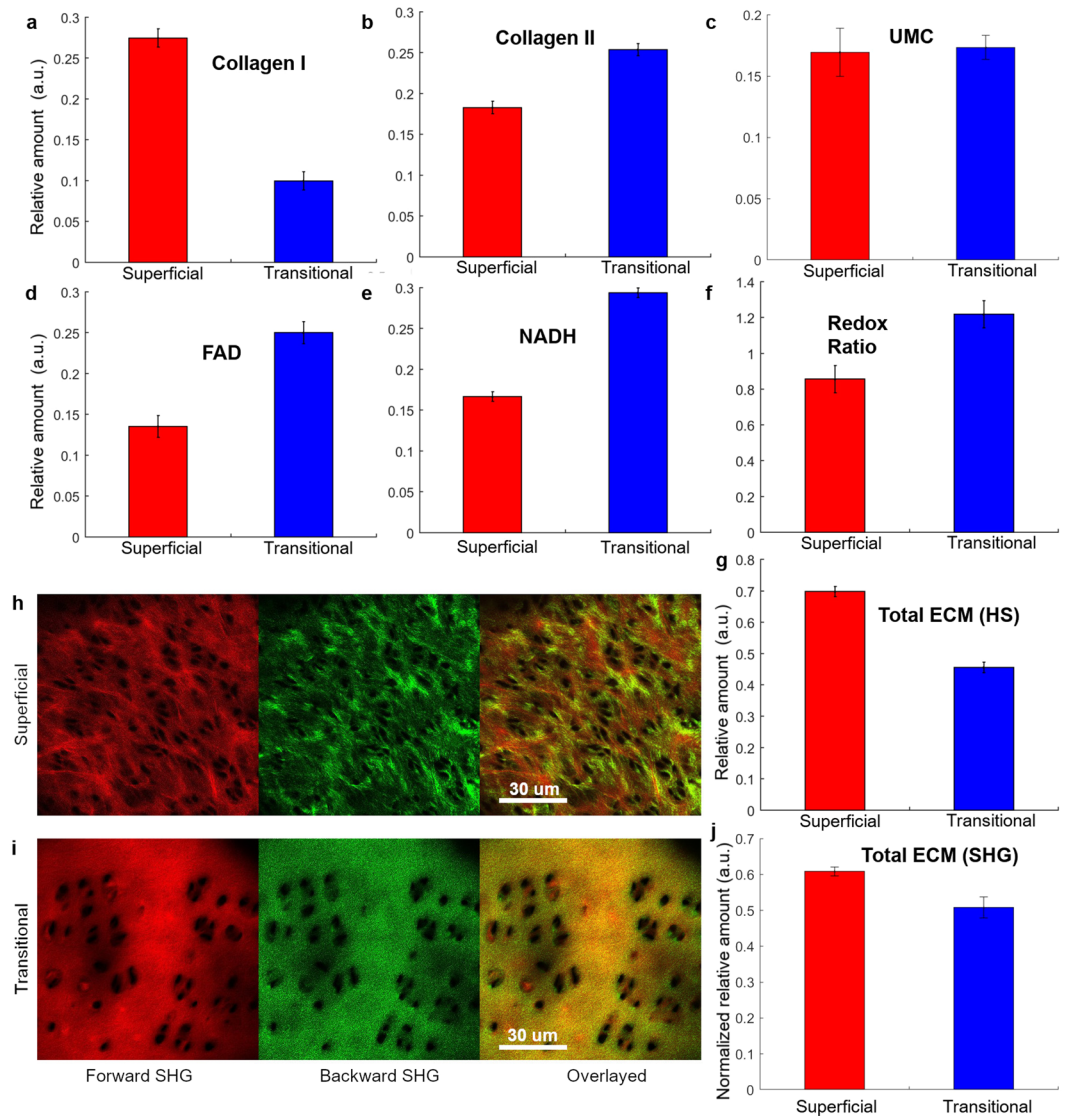 a
Collagen I
Relative amount (a.u.)
0.3
0.25
0.2
0.15
0.1
0.05
0
Superficial
Transitional
b
Collagen II
0.3
0.25
0.2
0.15
0.1
0.05
0
Superficial
Transitional
c
UMC
0.2
0.15
0.1
0.05
0
Superficial
Transitional
d
FAD
Relative amount (a.u.)
0.3
0.25
0.2
0.15
0.1
0.05
0
Superficial
Transitional
e
NADH
0.3
0.25
0.2
0.15
0.1
0.05
0
Superficial
Transitional
f
Redox
Ratio
1.4
1.2
1
0.8
0.6
0.4
0.2
0
Superficial
Transitional
g
Total ECM (HS)
Relative amount (a.u.)
0.8
0.7
0.6
0.5
0.4
0.3
0.2
0.1
0
Superficial
Transitional
h
Superficial
30 um
i
Transitional
30 um
Forward SHG
Backward SHG
Overlayed
j
Total ECM (SHG)
Normalized relative amount (a.u.)
0.7
0.6
0.5
0.4
0.3
0.2
0.1
0
Superficial
Transitional